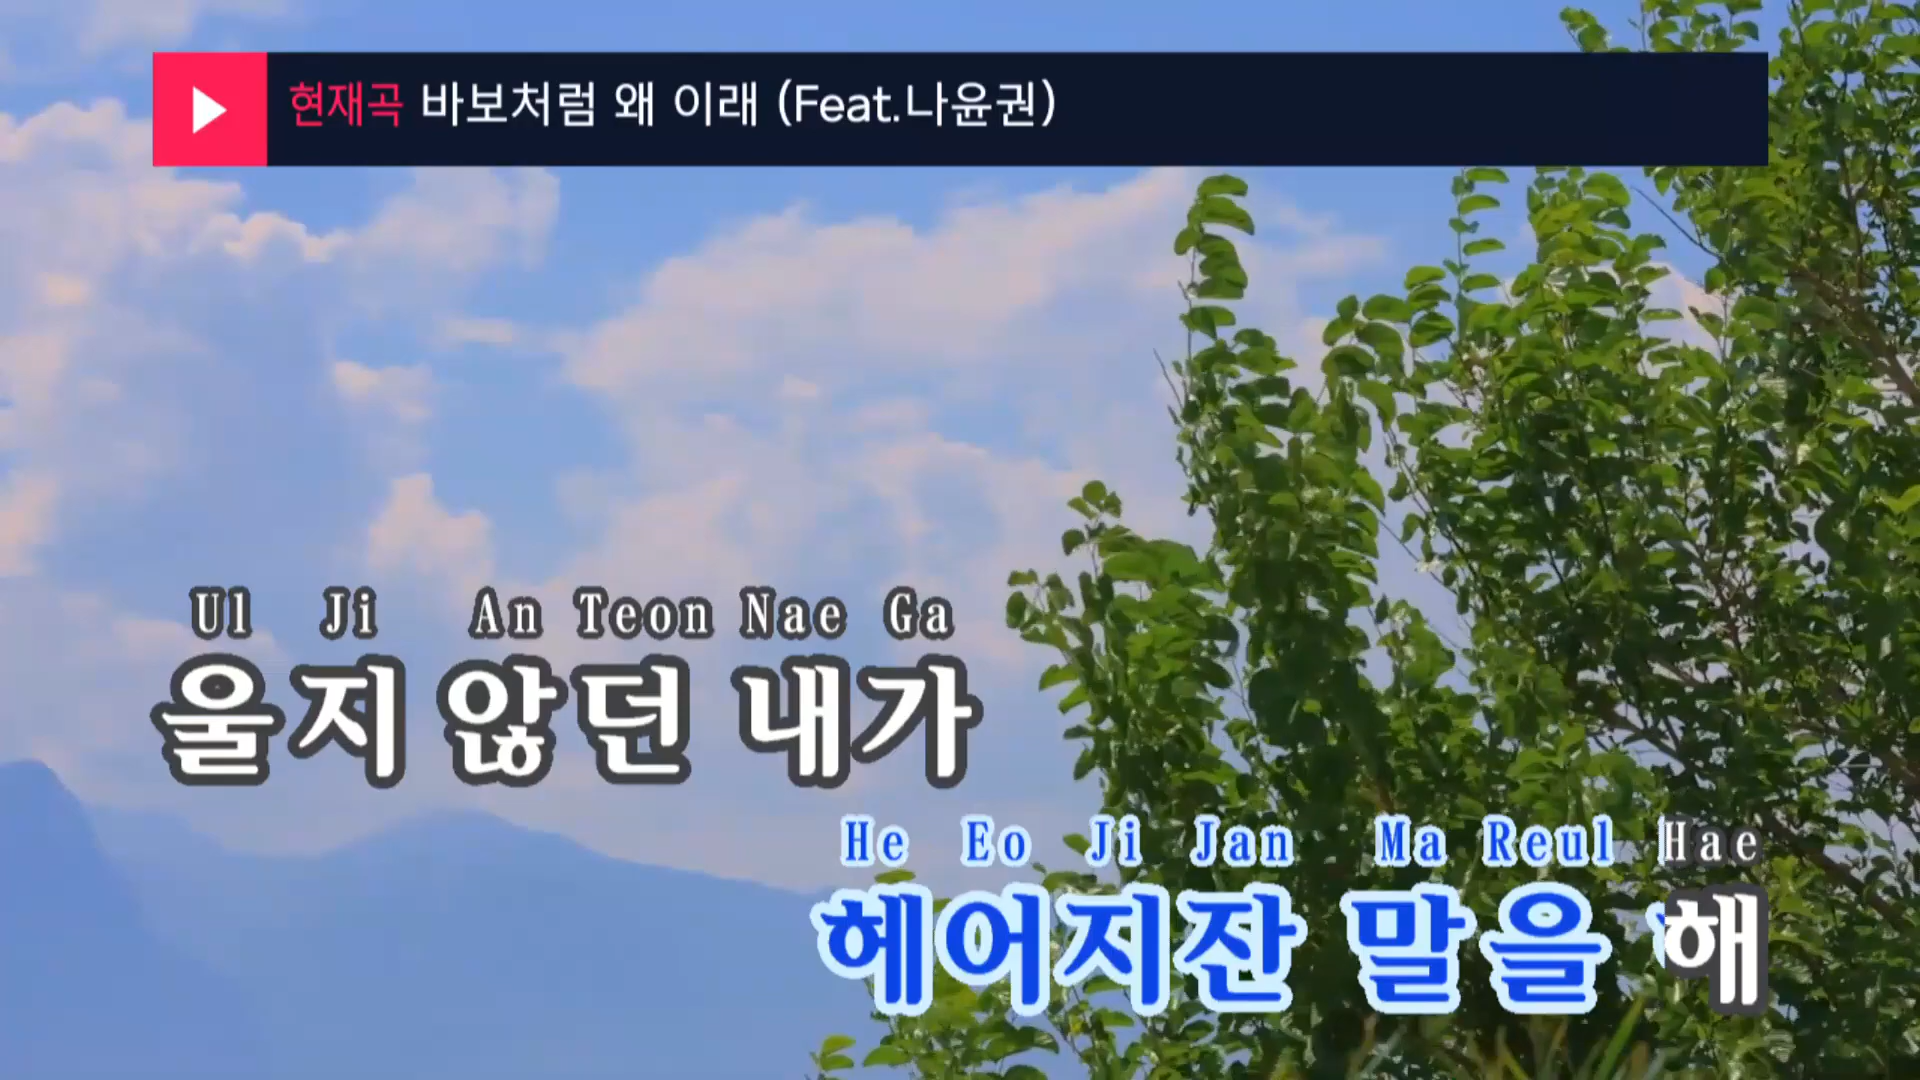 현재곡 바보처럼 왜 이래 (Feat.나윤권)
Ul Ji An Teon Nae Ga
울지 않던 내가
He Eo Ji Jan Ma Reul Hae
헤어지잔 말을 해